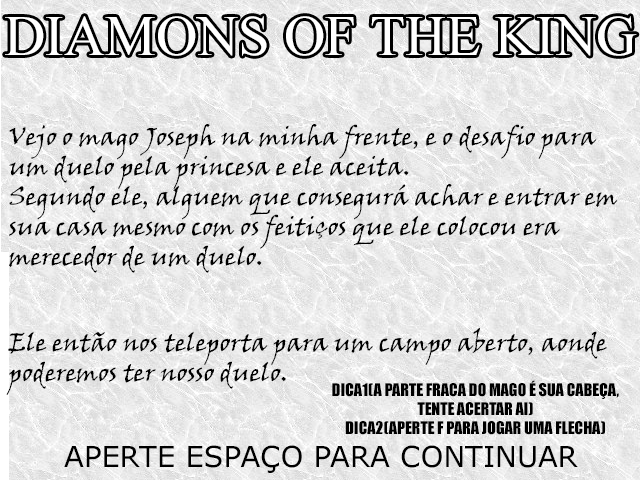 DIAMONS OF THE KING
Vejo o mago Joseph na minha frente, e o desafio para
um duelo pela princesa e ele aceita.
Segundo ele, alguem que consegurá achar e entrar em
sua casa mesmo com os feitiços que ele colocou era
merecedor de um duelo.
Ele então nos teleporta para um campo aberto, aonde
poderemos ter nosso duelo.
DICA1(A PARTE FRACA DO MAGO É SUA CABEÇA,
TENTE ACERTAR AI)
DICA2(APERTE F PARA JOGAR UMA FLECHA)
APERTE ESPAÇO PARA CONTINUAR